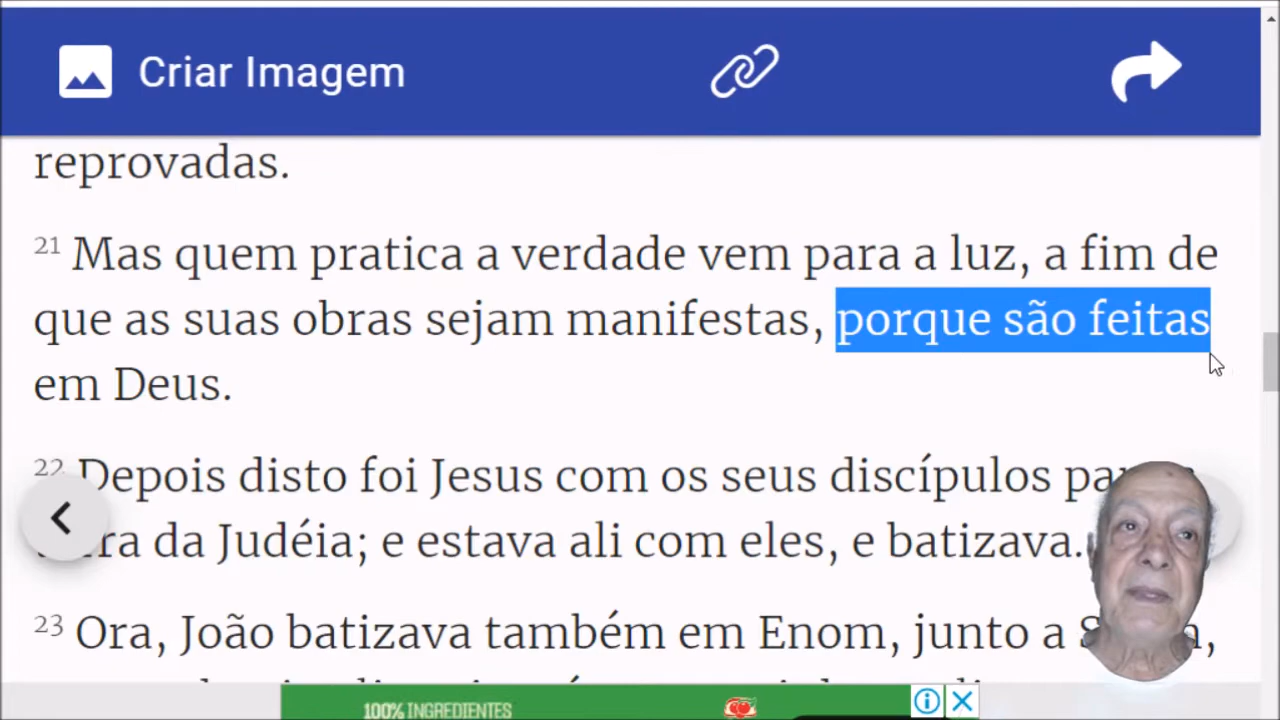 Criar Imagem
reprovadas.
21 Mas quem pratica a verdade vem para a luz, a fim de
que as suas obras sejam manifestas, porque são feitas
em Deus.
22 Depois disto foi Jesus com os seus discípulos
da Judéia; e estava ali com eles, e batizava.
23 Ora, João batizava também em Enom, junto a
100% INGREDIENTES